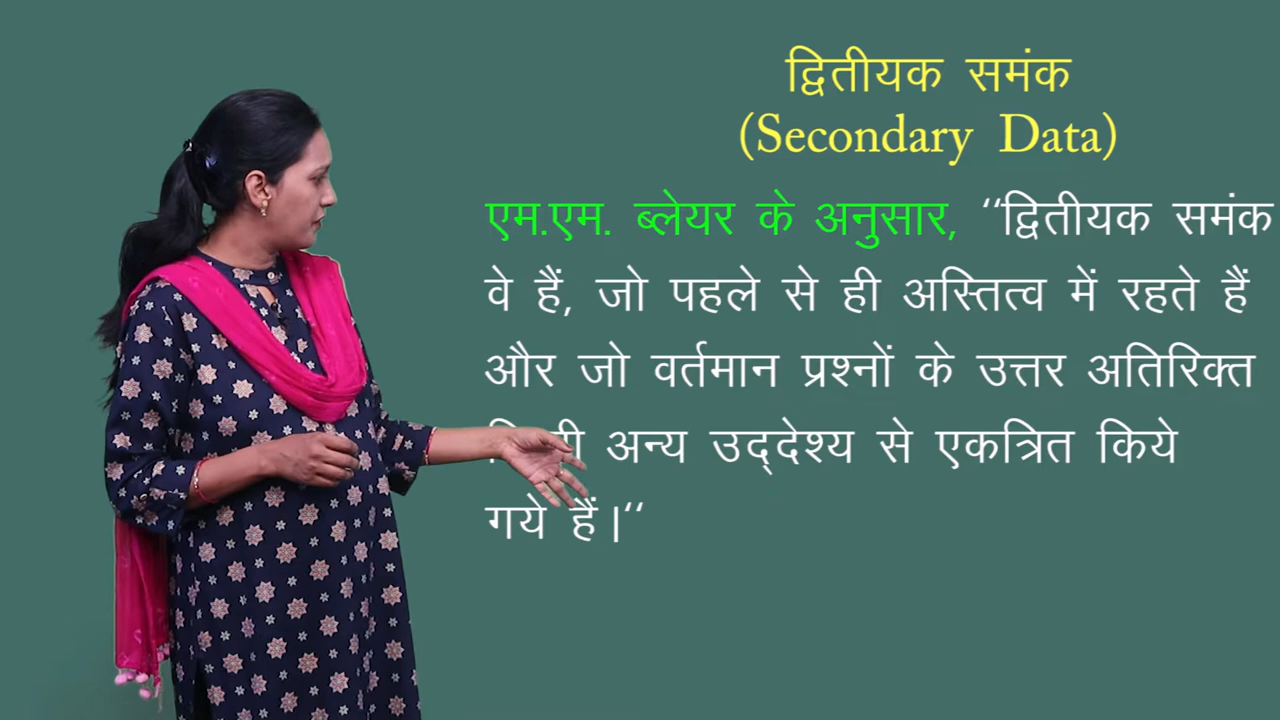 द्वितीयक समंक
(Secondary Data)
एम.एम. ब्लेयर के अनुसार, “द्वितीयक समंक
वे हैं, जो पहले से ही अस्तित्व में रहते हैं
और जो वर्तमान प्रश्नों के उत्तर अतिरिक्त
अन्य उद्देश्य से एकत्रित किये
गये हैं।“